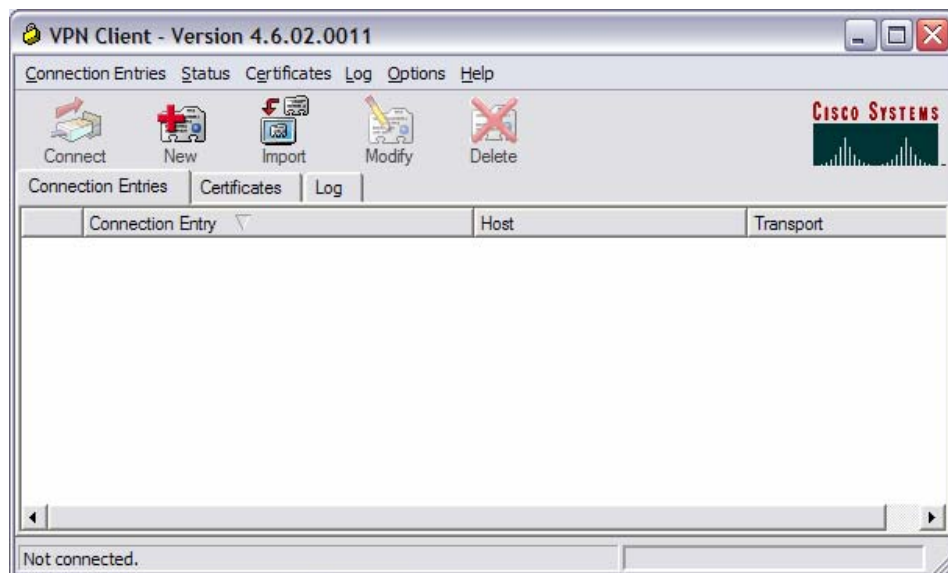 VPN Client - Version 4.6.02.0011
Connection Entries Status Certificates Log Options Help
CISCO SYSTEMS
Connect New Import Modify Delete
Connection Entries Certificates Log
Connection Entry Host Transport
Not connected.